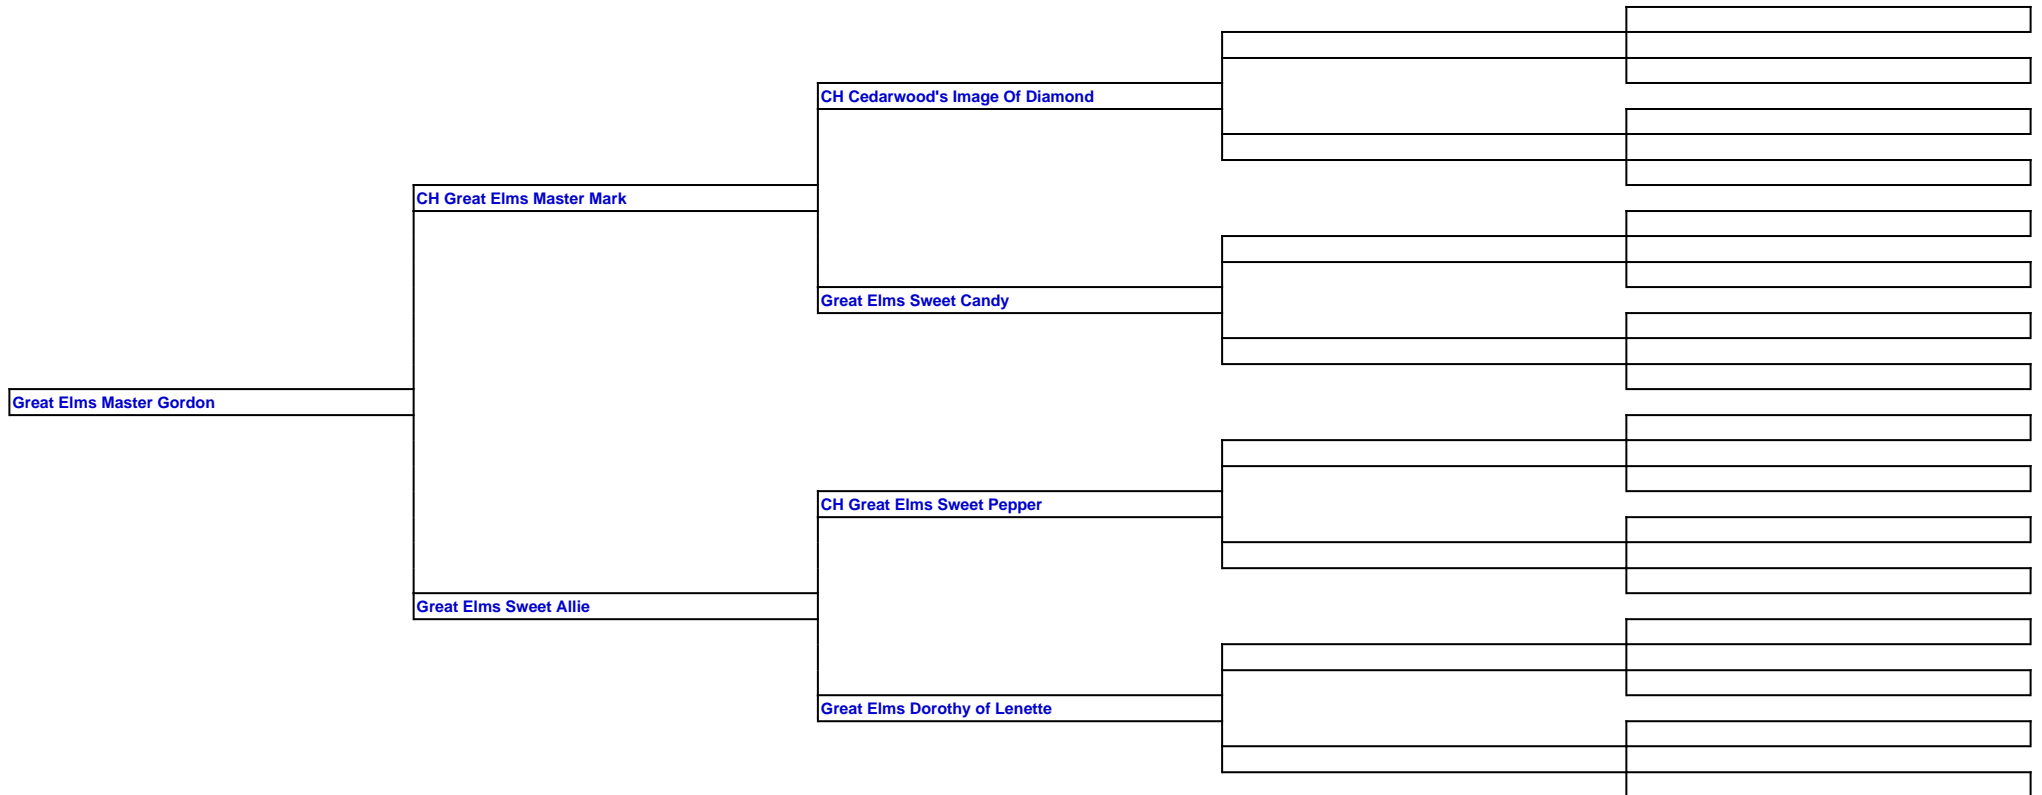 CH Cedarwood's Image Of Diamond
CH Great Elms Master Mark
Great Elms Sweet Candy
Great Elms Master Gordon
CH Great Elms Sweet Pepper
Great Elms Sweet Allie
Great Elms Dorothy of Lenette